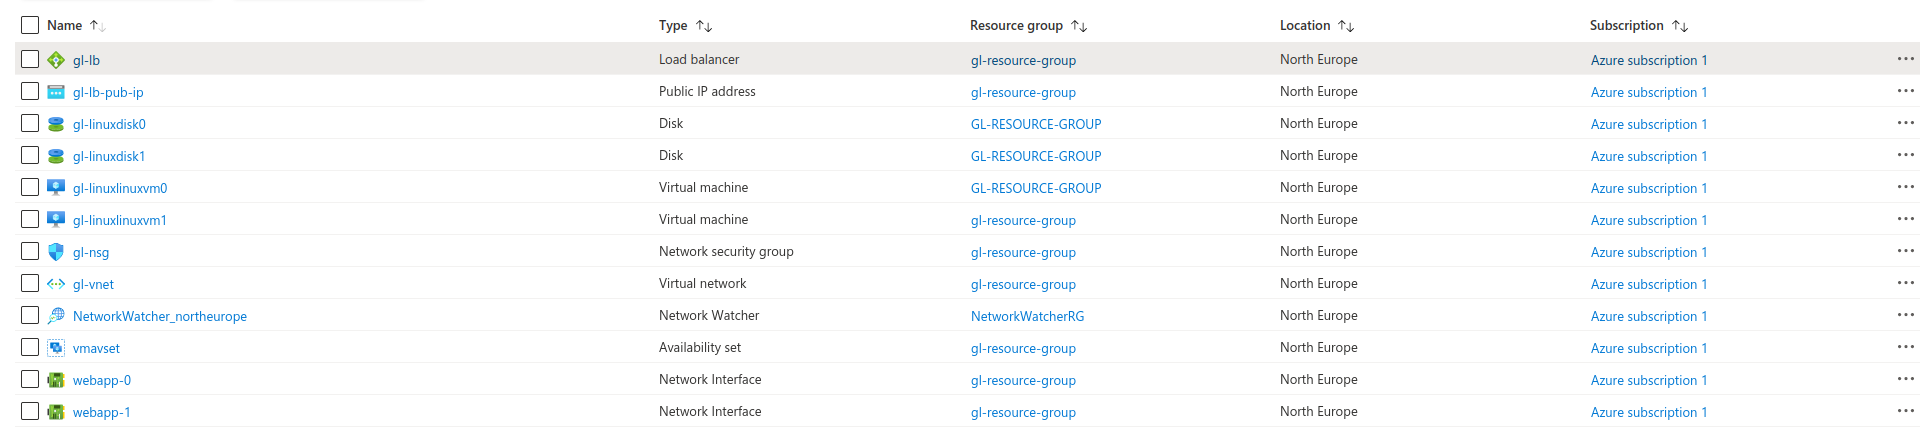 Name Type Resource group Location Subscription
gl-lb Load balancer gl-resource-group North Europe Azure subscription 1
gl-lb-pub-ip Public IP address gl-resource-group North Europe Azure subscription 1
gl-linuxdisk0 Disk GL-RESOURCE-GROUP North Europe Azure subscription 1
gl-linuxdisk1 Disk GL-RESOURCE-GROUP North Europe Azure subscription 1
gl-linuxlinuxvm0 Virtual machine GL-RESOURCE-GROUP North Europe Azure subscription 1
gl-linuxlinuxvm1 Virtual machine gl-resource-group North Europe Azure subscription 1
gl-nsg Network security group gl-resource-group North Europe Azure subscription 1
gl-vnet Virtual network gl-resource-group North Europe Azure subscription 1
NetworkWatcher_northeurope Network Watcher NetworkWatcherRG North Europe Azure subscription 1
vmavset Availability set gl-resource-group North Europe Azure subscription 1
webapp-0 Network Interface gl-resource-group North Europe Azure subscription 1
webapp-1 Network Interface gl-resource-group North Europe Azure subscription 1